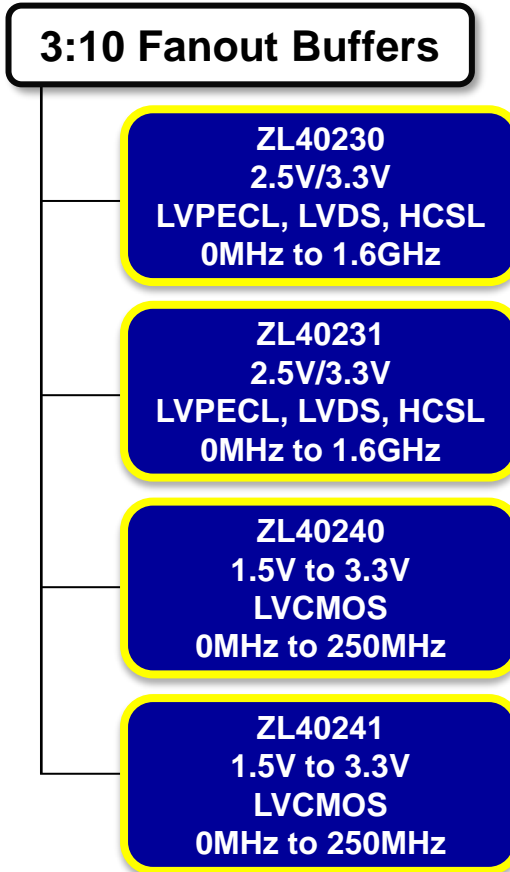 3:10 Fanout Buffers
ZL40230
2.5V/3.3V
LVPECL, LVDS, HCSL
0MHz to 1.6GHz
ZL40231
2.5V/3.3V
LVPECL, LVDS, HCSL
0MHz to 1.6GHz
ZL40240
1.5V to 3.3V
LVCMOS
0MHz to 250MHz
ZL40241
1.5V to 3.3V
LVCMOS
0MHz to 250MHz